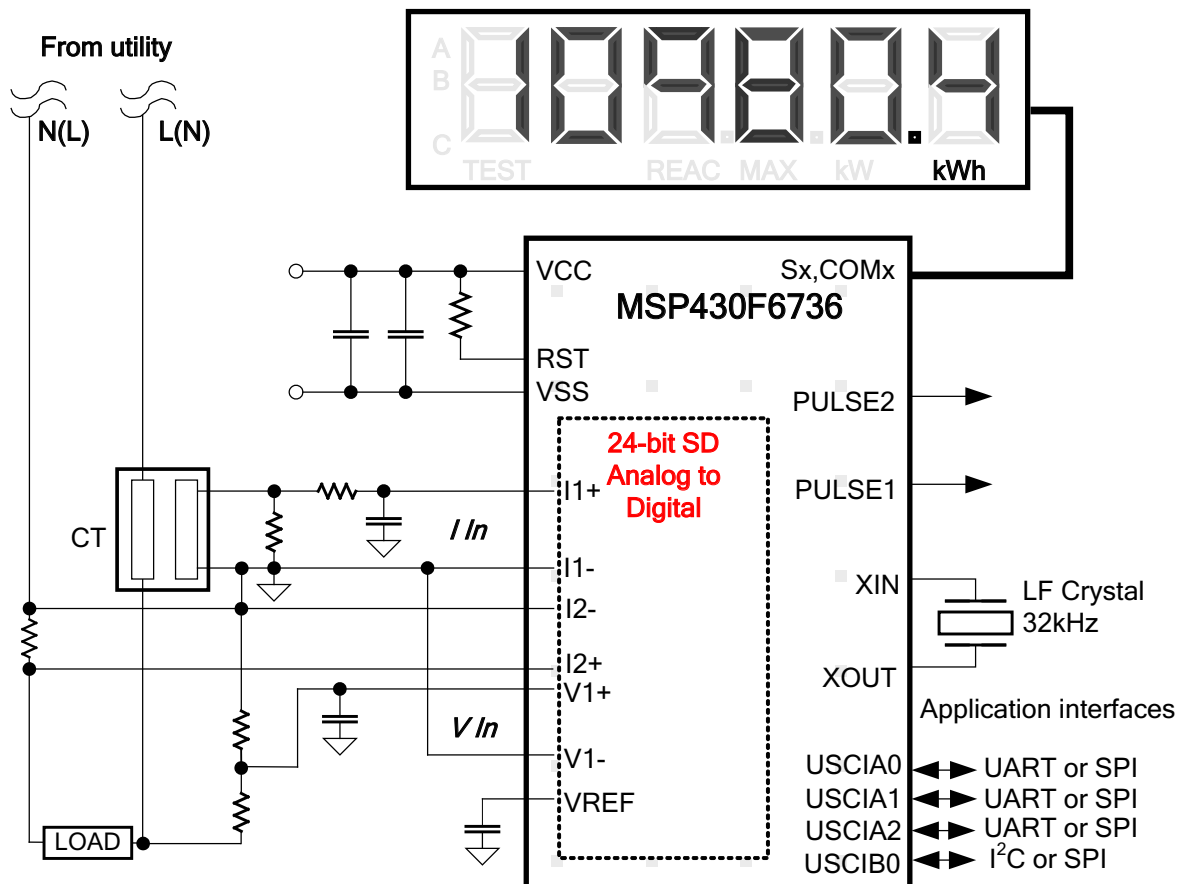 From utility
N(L)
L(N)
A
B
C
10980.4
TEST
REAC
MAX
kW
kWh
VCC
Sx,COMx
MSP430F6736
RST
VSS
PULSE2
24-bit SD
Analog to
Digital
PULSE1
I1+
I In
CT
I1-
I2-
I2+
V1+
V In
V1-
VREF
XIN
XOUT
LF Crystal
32kHz
Application interfaces
USCIA0
UART or SPI
USCIA1
UART or SPI
USCIA2
UART or SPI
USCIB0
I²C or SPI
LOAD